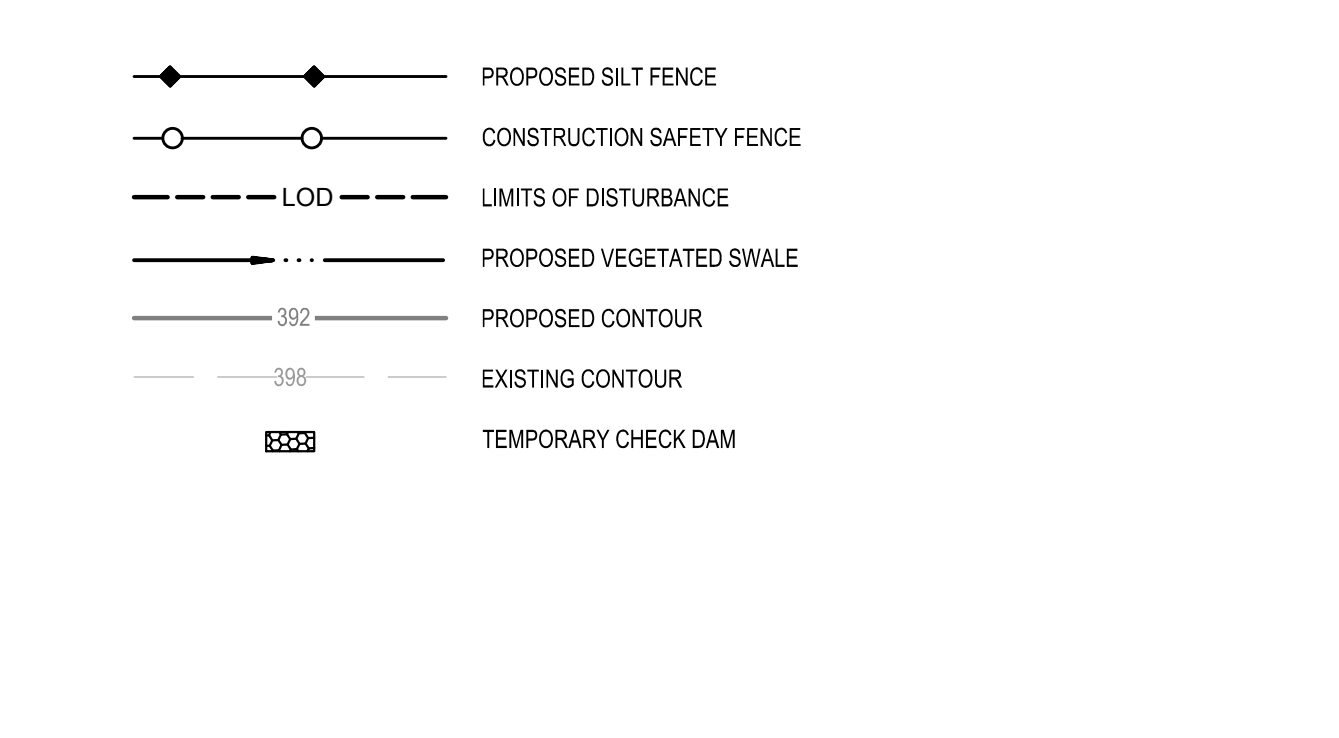 PROPOSED SILT FENCE
CONSTRUCTION SAFETY FENCE
LOD LIMITS OF DISTURBANCE
PROPOSED VEGETATED SWALE
392 PROPOSED CONTOUR
398 EXISTING CONTOUR
TEMPORARY CHECK DAM